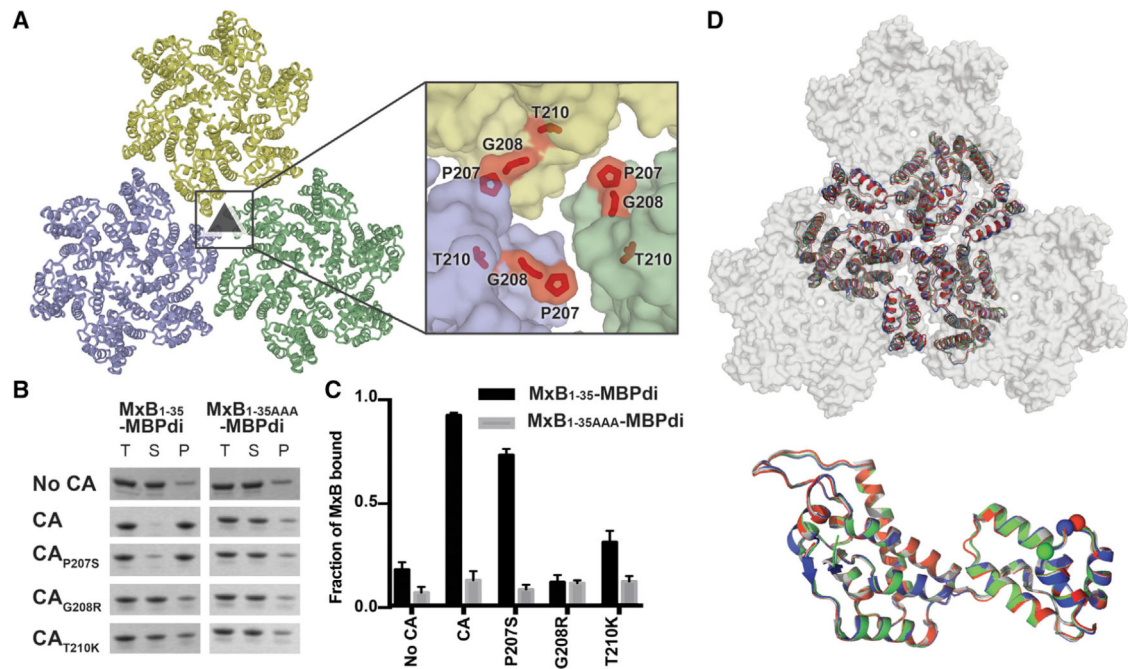 A
T210
G208
P207
P207
G208
T210
G208
T210
P207
B
MxB1-35
-MBPdi
MxB1-35AAA
-MBPdi
T S P
T S P
No CA
CA
CAP207S
CAG208R
CAT210K
C
MxB1-35-MBPdi
MxB1-35AAA-MBPdi
Fraction of MxB bound
1.0
0.5
0.0
No CA
CA
P207S
G208R
T210K
D